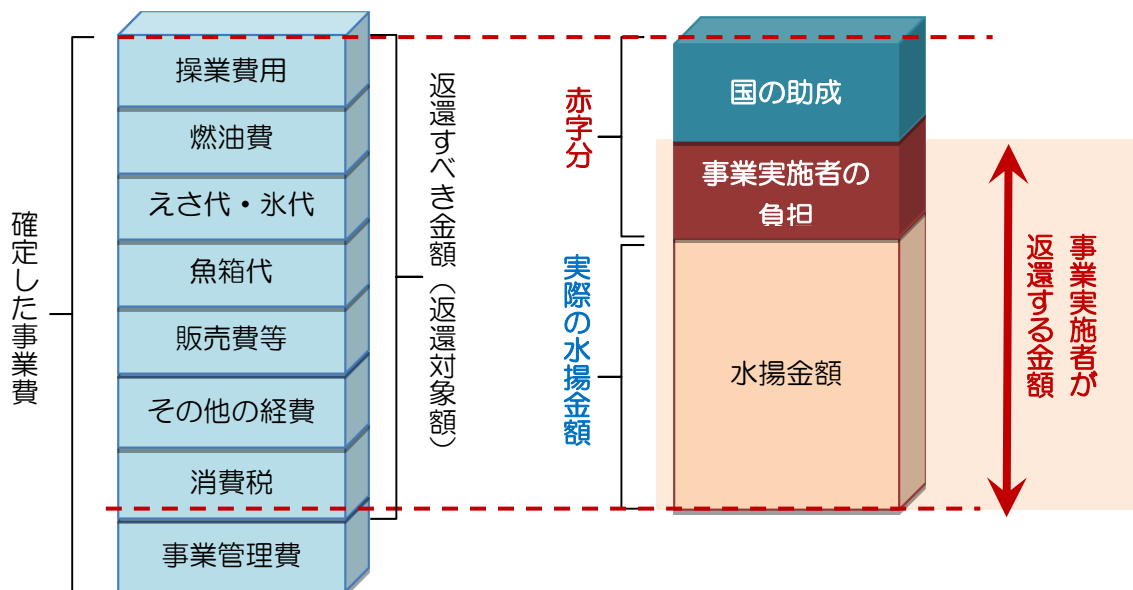 確定した事業費
操業費用
燃油費
えさ代・氷代
魚箱代
販売費等
その他の経費
消費税
事業管理費
返還すべき金額（返還対象額）
赤字分
実際の水揚金額
国の助成
事業実施者の
負担
水揚金額
事業実施者が
返還する金額